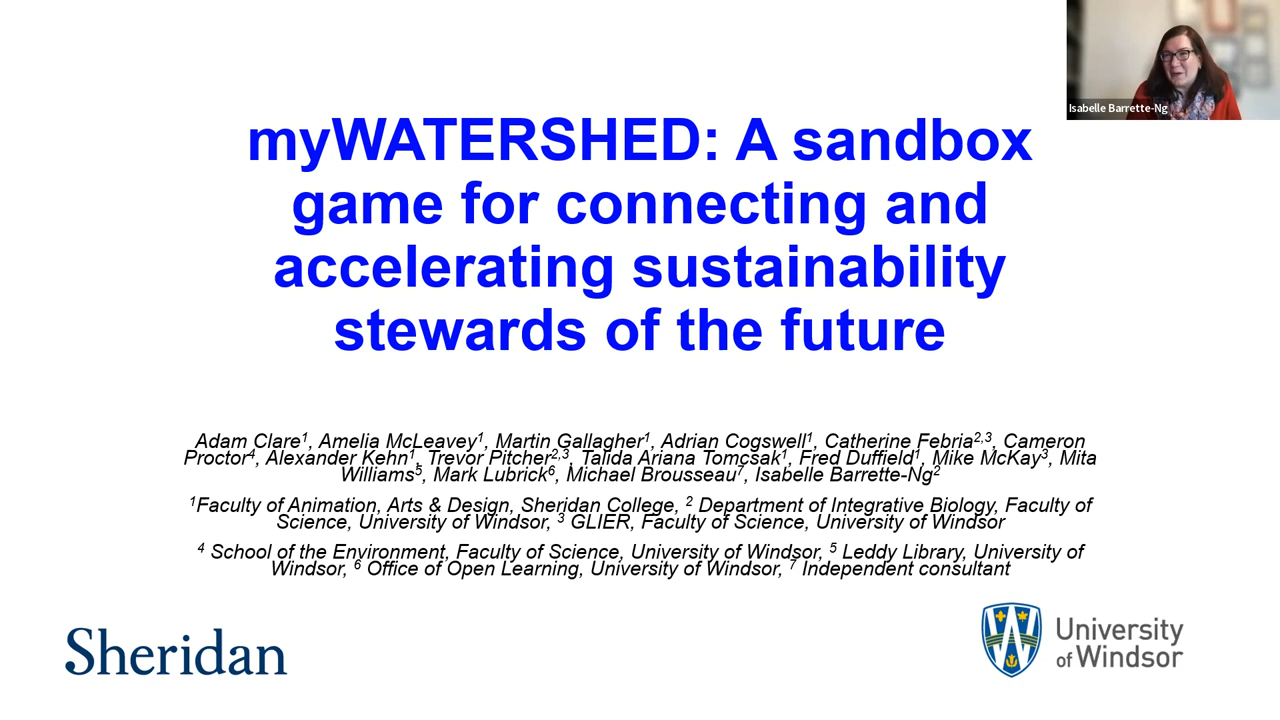 Isabelle Barrette-Ng
myWATERSHED: A sandbox
game for connecting and
accelerating sustainability
stewards of the future
Adam Clare1, Amelia McLeavey1, Martin Gallagher1, Adrian Cogswell1, Catherine Febria2,3, Cameron
Proctor4, Alexander Kehn1, Trevor Pitcher2,3, Talida Ariana Tomcsak1, Fred Duffield1, Mike McKay3, Mita
Williams5, Mark Lubrick6, Michael Brousseau7, Isabelle Barrette-Ng2
1Faculty of Animation, Arts & Design, Sheridan College, 2 Department of Integrative Biology, Faculty of
Science, University of Windsor, 3 GLIER, Faculty of Science, University of Windsor
4 School of the Environment, Faculty of Science, University of Windsor, 5 Leddy Library, University of
Windsor, 6 Office of Open Learning, University of Windsor, 7 Independent consultant
Sheridan
University
of Windsor